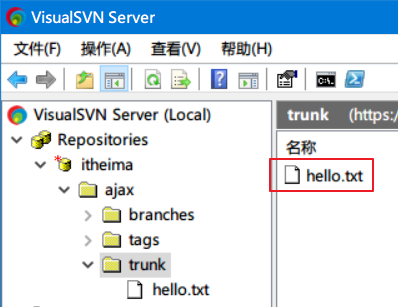 VisualSVN Server
文件(F) 操作(A) 查看(V) 帮助(H)
VisualSVN Server (Local)
Repositories
itheima
ajax
branches
tags
trunk
hello.txt
trunk (https:/
名称
hello.txt